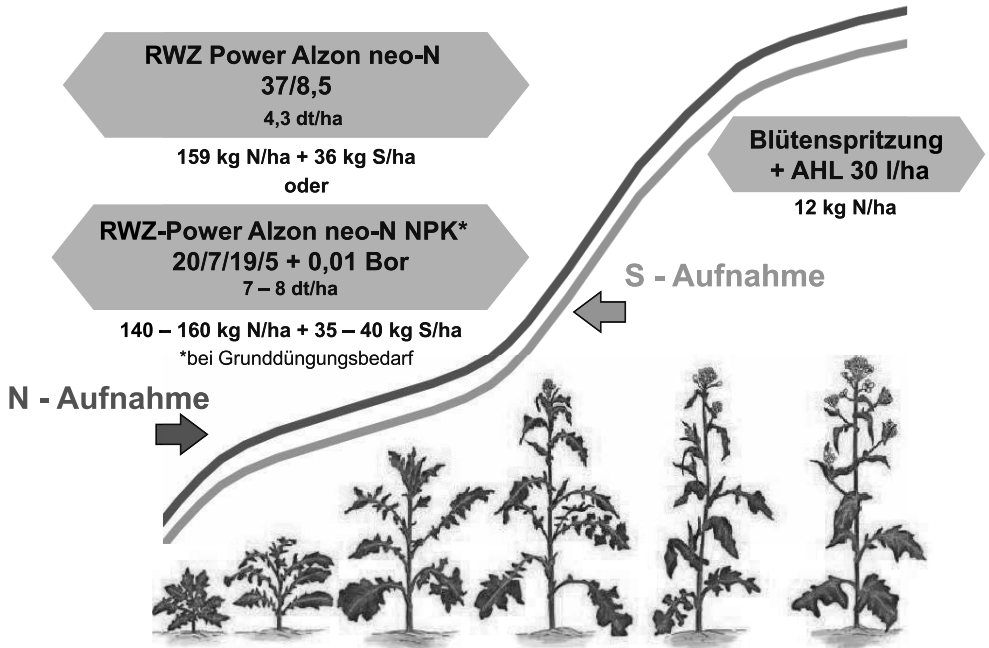 RWZ Power Alzon neo-N
37/8,5
4,3 dt/ha
159 kg N/ha + 36 kg S/ha
oder
RWZ-Power Alzon neo-N NPK*
20/7/19/5 + 0,01 Bor
7 – 8 dt/ha
140 – 160 kg N/ha + 35 – 40 kg S/ha
*bei Grunddüngungsbedarf
Blütenspritzung
+ AHL 30 l/ha
12 kg N/ha
S - Aufnahme
N - Aufnahme